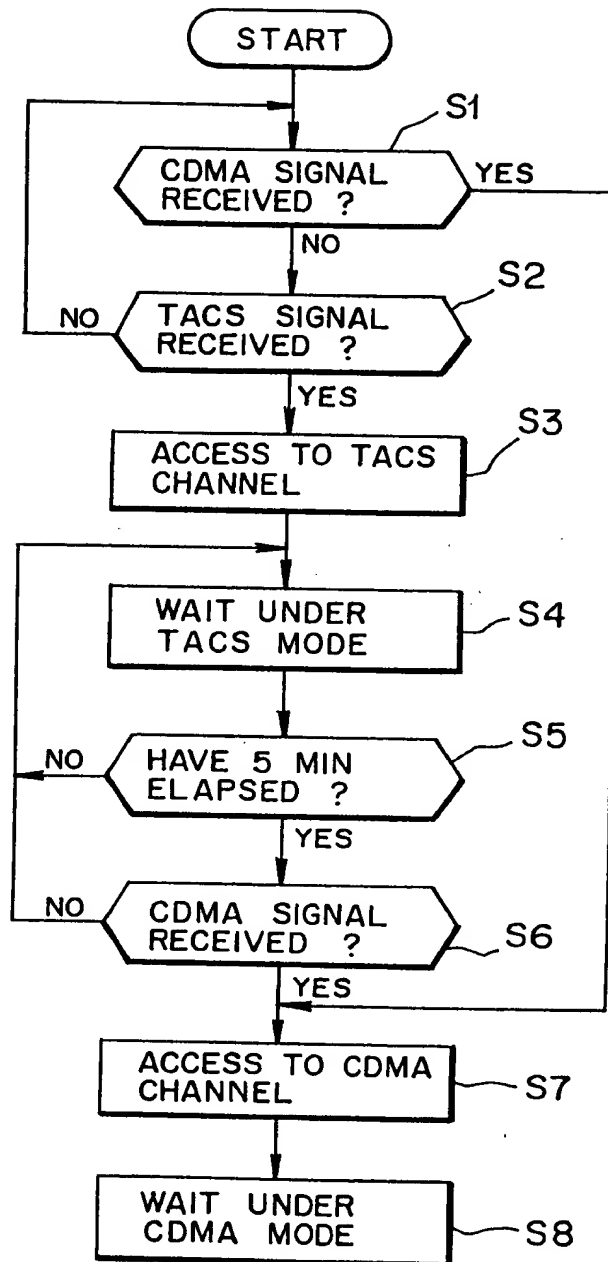 START
S1
CDMA SIGNAL
RECEIVED ?
YES
NO
S2
TACS SIGNAL
RECEIVED ?
NO
YES
S3
ACCESS TO TACS
CHANNEL
WAIT UNDER
TACS MODE
S4
S5
HAVE 5 MIN
ELAPSED ?
NO
YES
CDMA SIGNAL
RECEIVED ?
NO
S6
YES
ACCESS TO CDMA
CHANNEL
S7
WAIT UNDER
CDMA MODE
S8